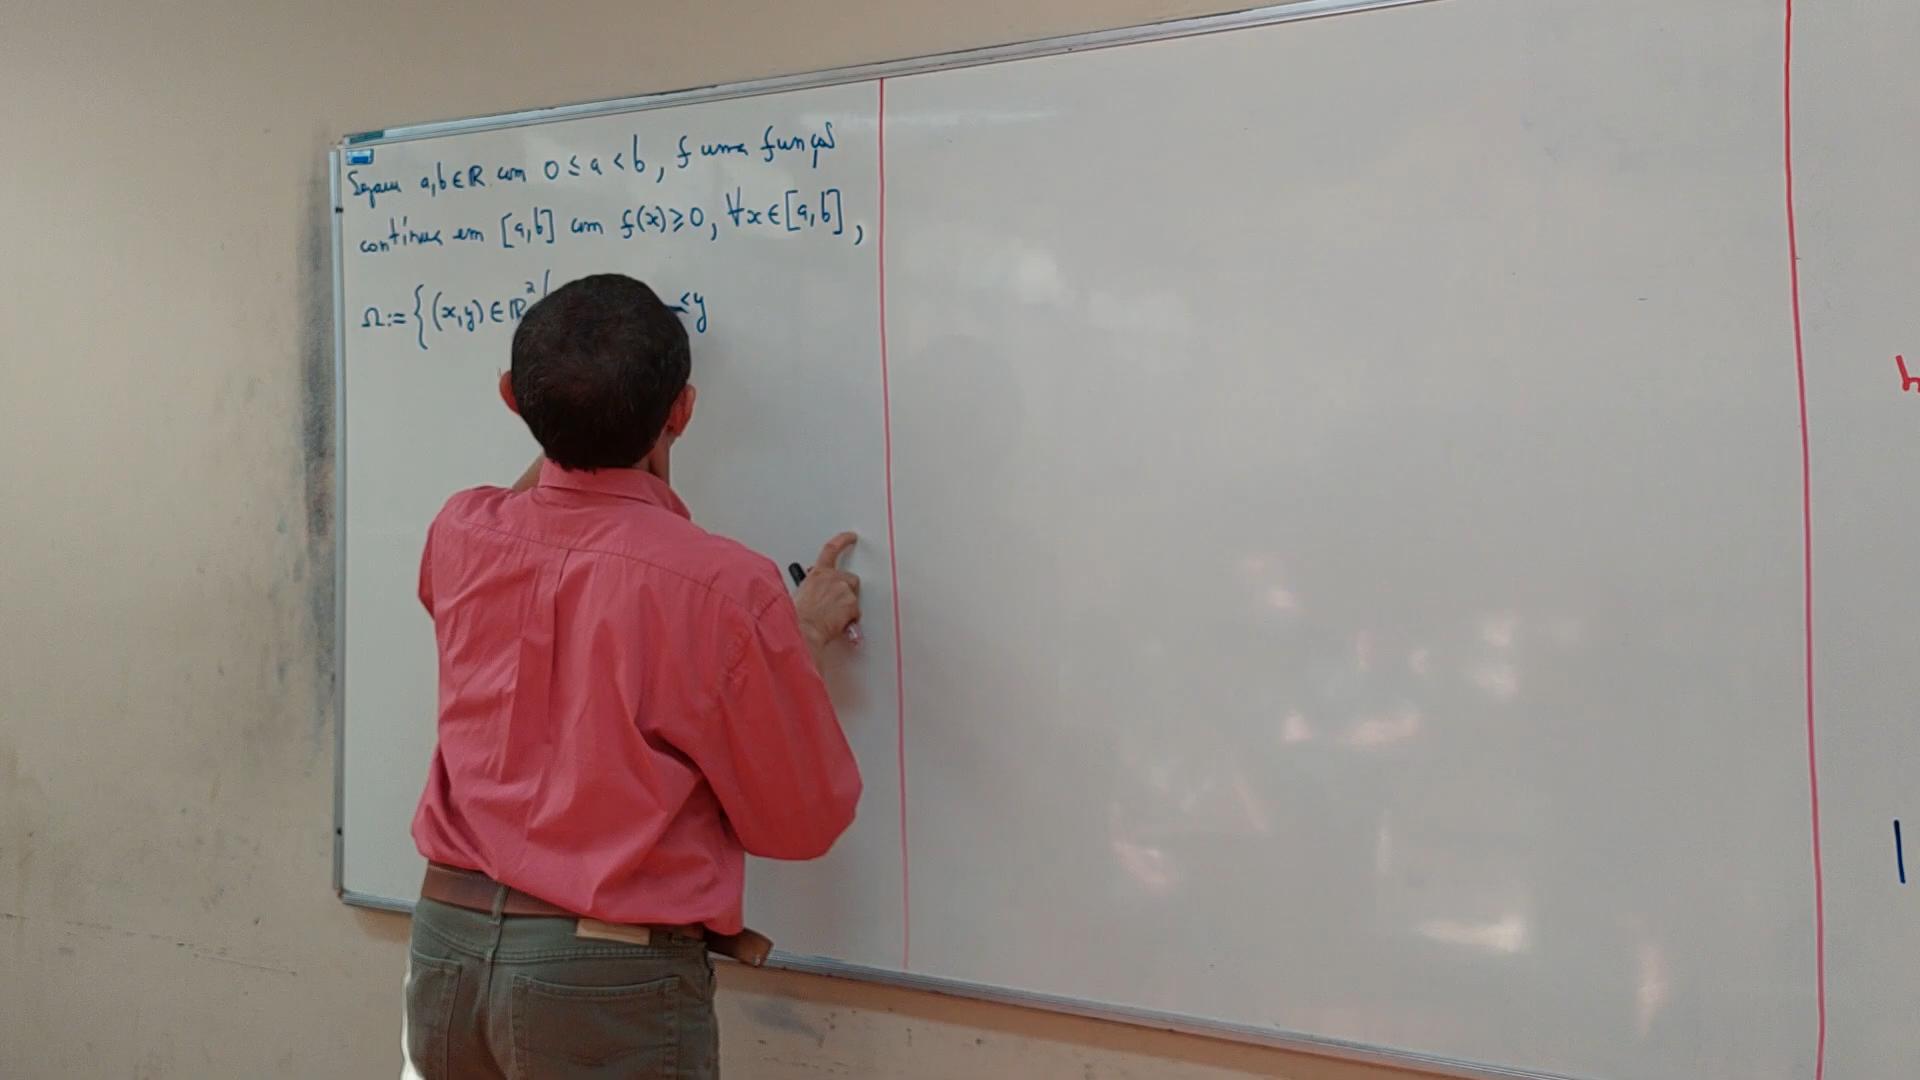 Sejam a,b∈ℝ com 0 ≤ a < b, f uma função
contínua em [a,b] com f(x)≥0, ∀x∈[a,b],
Ω:= {(x,y)∈ℝ²/ <y